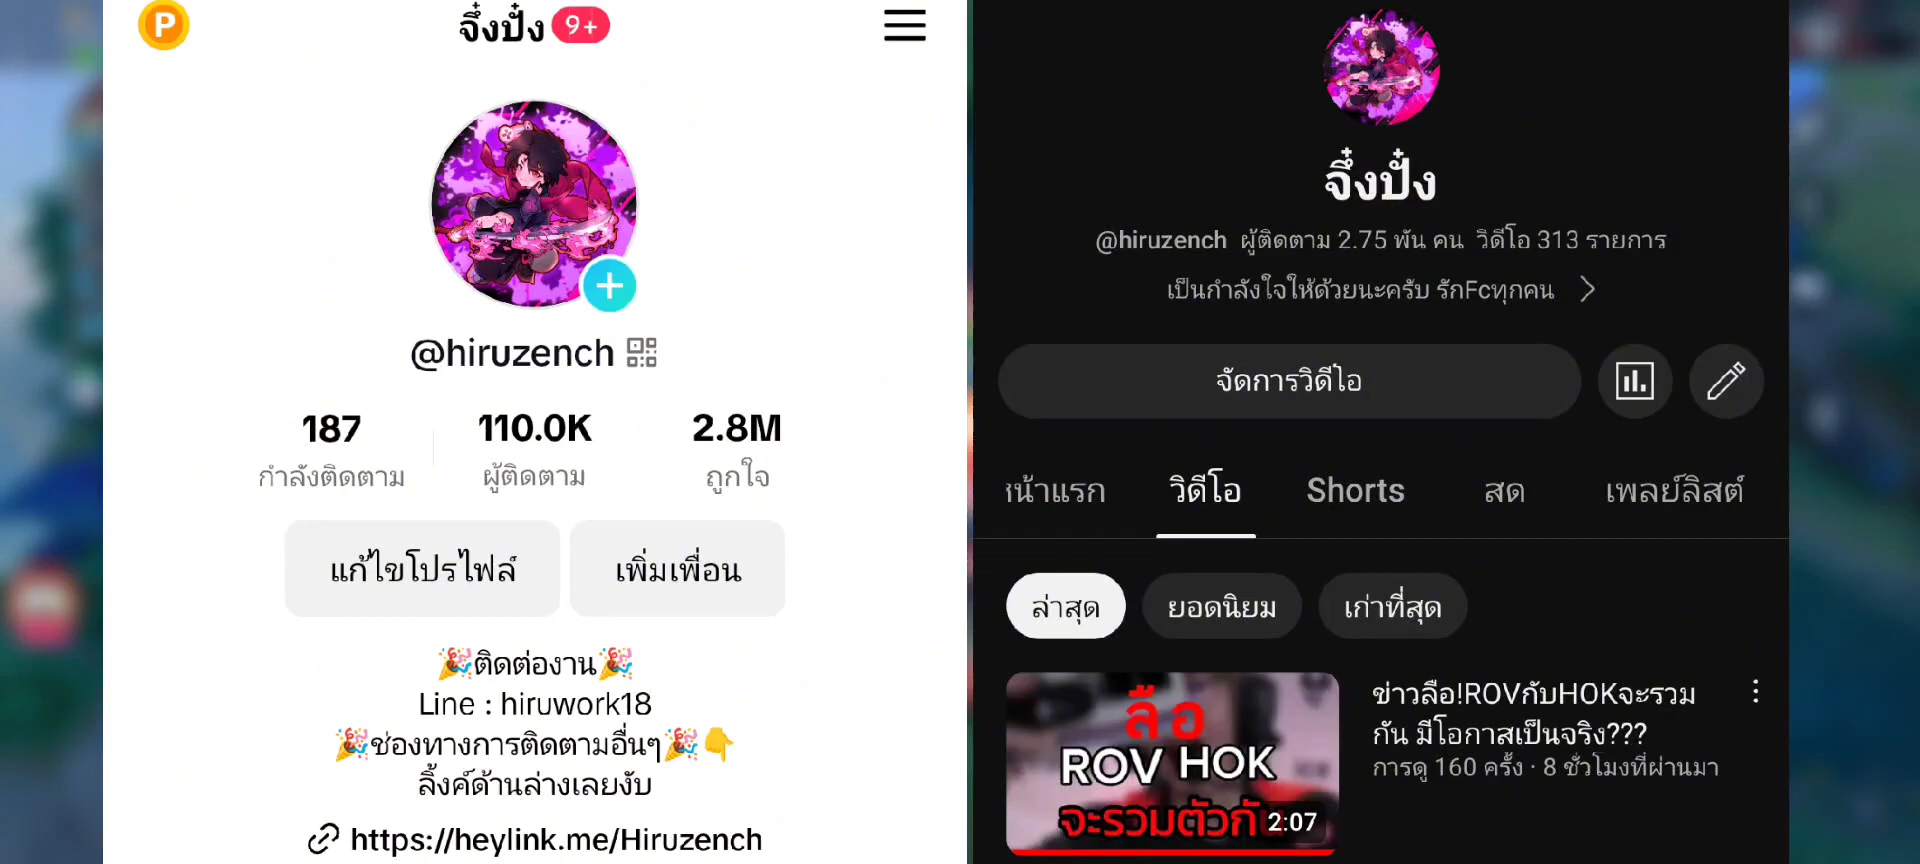 P
จึ๋งปั๋ง 9+
@hiruzench
187 110.0K 2.8M
กำลังติดตาม ผู้ติดตาม ถูกใจ
แก้ไขโปรไฟล์ เพิ่มเพื่อน
🎉ติดต่องาน🎉
Line : hiruwork18
🎉ช่องทางการติดตามอื่นๆ🎉👇
ลิ้งค์ด้านล่างเลยงับ
https://heylink.me/Hiruzench
จึ๋งปั๋ง
@hiruzench ผู้ติดตาม 2.75 พัน คน วิดีโอ 313 รายการ
เป็นกำลังใจให้ด้วยนะครับ รักFcทุกคน
จัดการวิดีโอ
หน้าแรก วิดีโอ Shorts สด เพลย์ลิสต์
ล่าสุด ยอดนิยม เก่าที่สุด
ลือ
ROV HOK
จะรวมตัวกัน
2:07
ข่าวลือ!ROVกับHOKจะรวม
กัน มีโอกาสเป็นจริง???
การดู 160 ครั้ง · 8 ชั่วโมงที่ผ่านมา